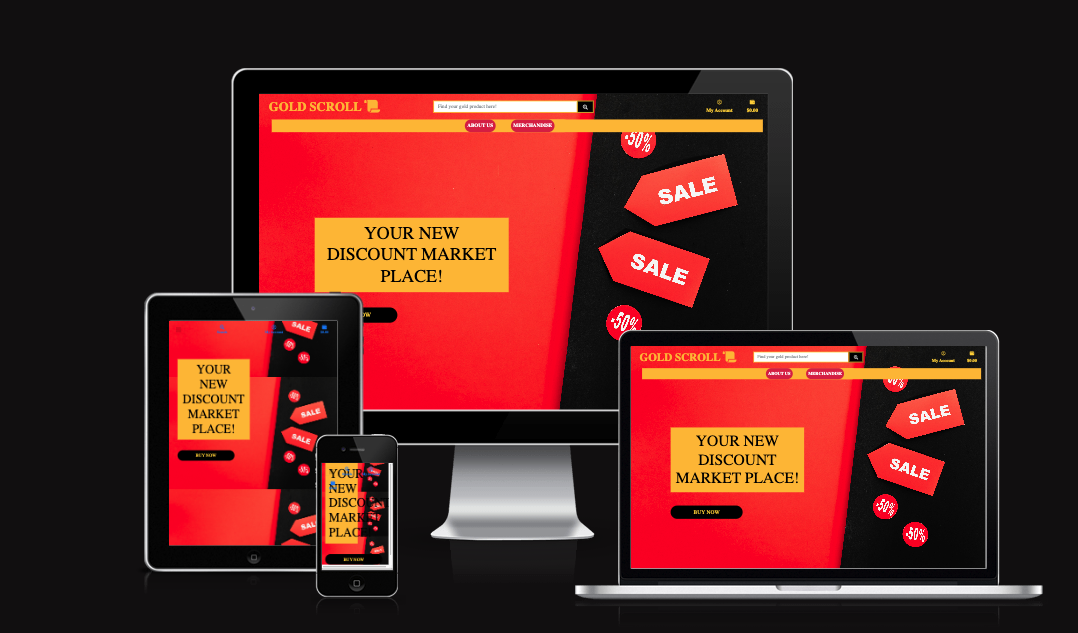 GOLD SCROLL
Find your gold product here!
My Account
$0.00
ABOUT US
MERCHANDISE
-50%
SALE
SALE
-50%
YOUR NEW
DISCOUNT MARKET
PLACE!
OW
SALE
YOUR
NEW
DISCOUNT
MARKET
PLACE!
BUY NOW
SALE
SALE
SAL
YOUR
NEW
DISCO
MARK
PLAC
BUY NOW
GOLD SCROLL
Find your gold product here!
My Account
$0.00
ABOUT US
MERCHANDISE
SALE
SALE
-50%
-50%
YOUR NEW
DISCOUNT
MARKET PLACE!
BUY NOW